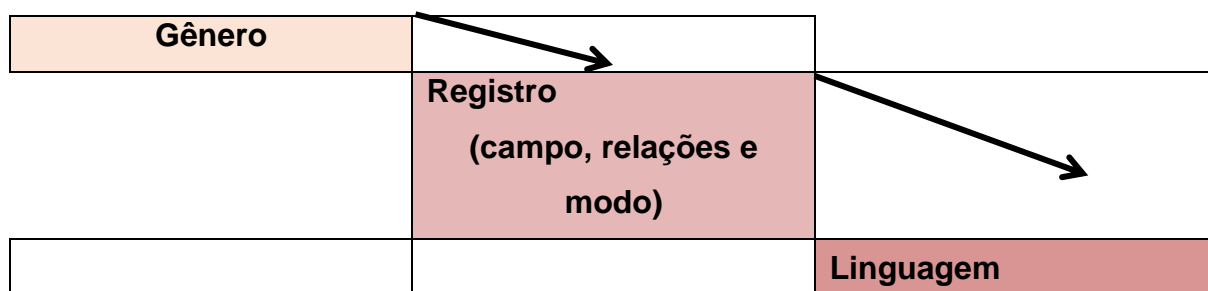 Gênero
Registro
(campo, relações e
modo)
Linguagem